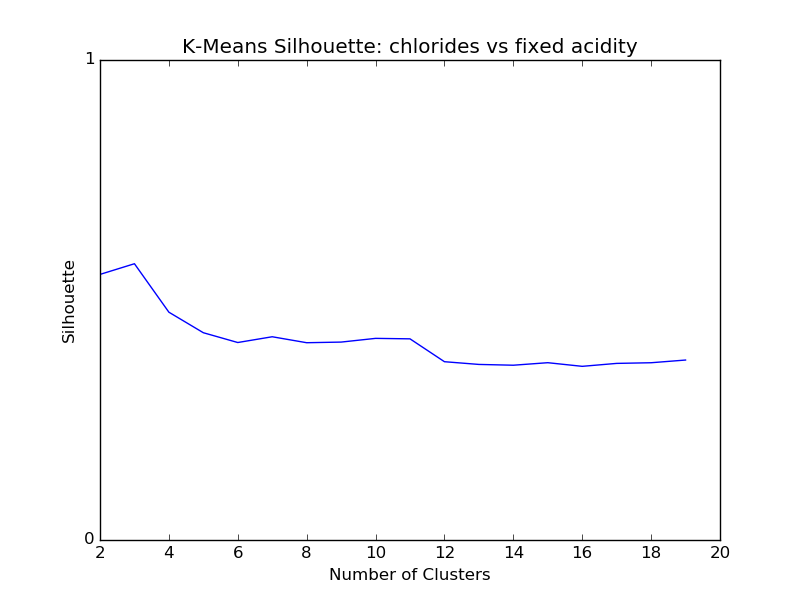 K-Means Silhouette: chlorides vs fixed acidity
1
Silhouette
0
2 4 6 8 10 12 14 16 18 20
Number of Clusters